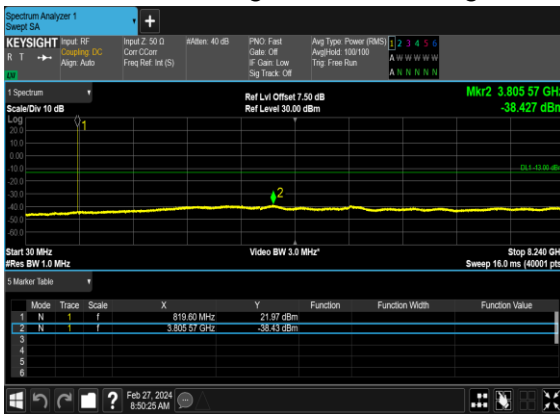 Spectrum Analyzer 1
Swept SA
+
KEYSIGHT Input: RF Input Z: 50 Ω #Atten: 40 dB PNO: Fast Avg Type: Power (RMS) 1 2 3 4 5 6
R T Coupling: DC Corr CCorr Gate: Off Avg|Hold: 100/100 A W W W W W
Align: Auto Freq Ref: Int (S) IF Gain: Low Trig: Free Run
Sig Track: Off A N N N N N
LV
1 Spectrum Ref Lvl Offset 7.50 dB Mkr2 3.805 57 GHz
Scale/Div 10 dB Ref Level 30.00 dBm -38.427 dBm
Log
20.0
10.0
0.00
-10.0
-20.0
-30.0
-40.0
-50.0
-60.0
1
DL1 -13.00 dBm
2
Start 30 MHz Video BW 3.0 MHz* Stop 8.240 GHz
#Res BW 1.0 MHz Sweep 16.0 ms (40001 pts)
5 Marker Table
Mode Trace Scale X Y Function Function Width Function Value
1 N 1 f 819.60 MHz 21.97 dBm
2 N 1 f 3.805 57 GHz -38.43 dBm
3
4
5
6
? Feb 27, 2024
8:50:25 AM